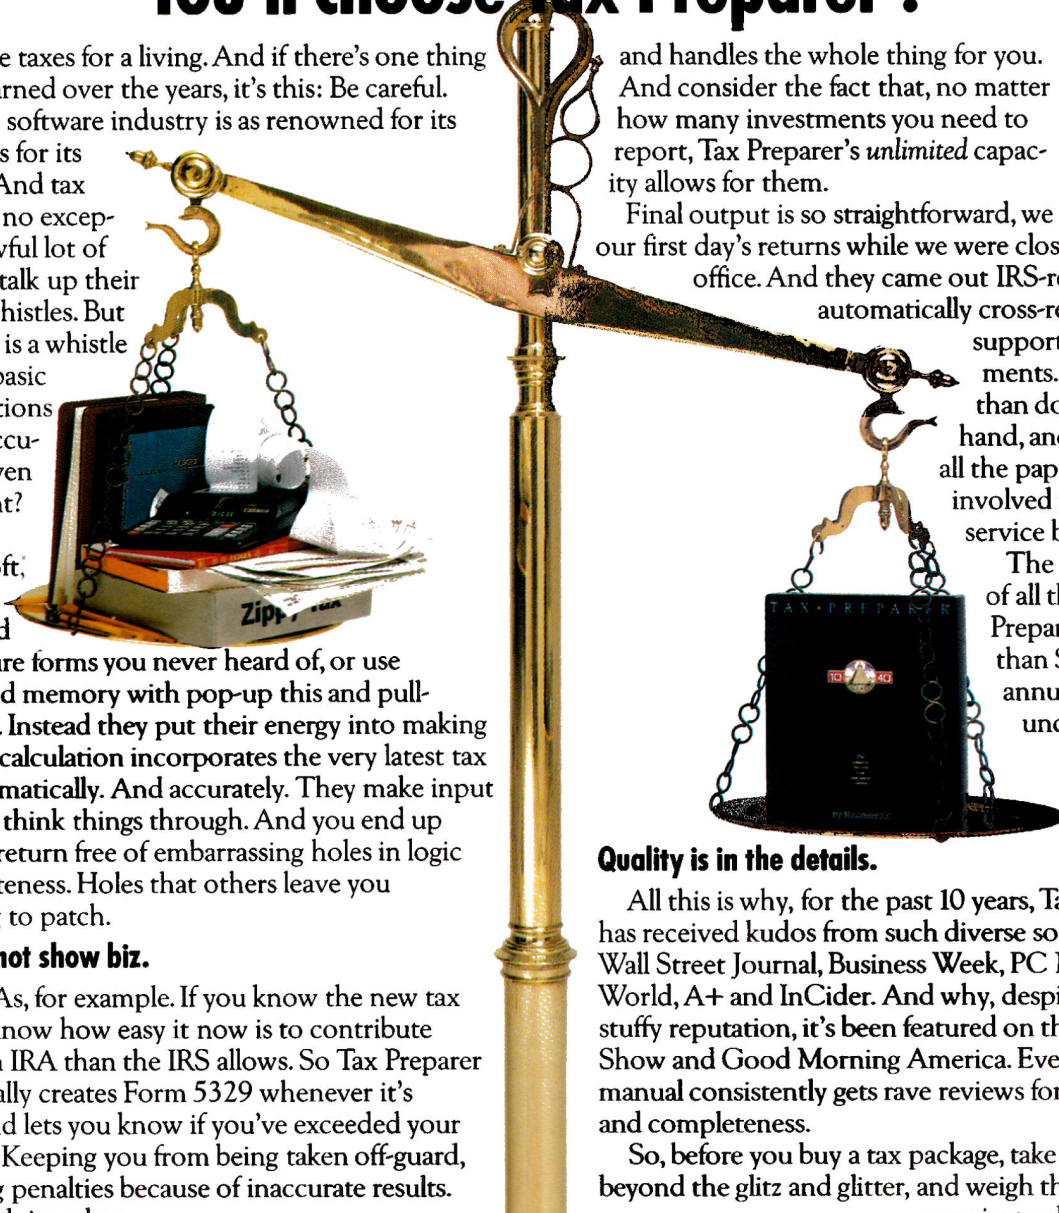 You'll choose Tax Preparer.
e taxes for a living. And if there's one thing
arned over the years, it's this: Be careful.
software industry is as renowned for its
s for its
And tax
no excep-
vful lot of
talk up their
histles. But
is a whistle
basic
tions
ccu-
ven
nt?
oft,
d
ure forms you never heard of, or use
d memory with pop-up this and pull-
. Instead they put their energy into making
calculation incorporates the very latest tax
matically. And accurately. They make input
think things through. And you end up
return free of embarrassing holes in logic
teness. Holes that others leave you
g to patch.
not show biz.
As, for example. If you know the new tax
now how easy it now is to contribute
n IRA than the IRS allows. So Tax Preparer
ally creates Form 5329 whenever it's
d lets you know if you've exceeded your
Keeping you from being taken off-guard,
g penalties because of inaccurate results.
Zippy Tax
and handles the whole thing for you.
And consider the fact that, no matter
how many investments you need to
report, Tax Preparer's unlimited capac-
ity allows for them.
Final output is so straightforward, we
our first day's returns while we were clos
office. And they came out IRS-re
automatically cross-re
support
ments.
than do
hand, and
all the pap
involved
service b
The
of all th
Prepar
than S
annu
unc
TAX·PREPARER
10 40
Quality is in the details.
All this is why, for the past 10 years, Ta
has received kudos from such diverse so
Wall Street Journal, Business Week, PC
World, A+ and InCider. And why, despi
stuffy reputation, it's been featured on th
Show and Good Morning America. Eve
manual consistently gets rave reviews for
and completeness.
So, before you buy a tax package, take
beyond the glitz and glitter, and weigh th